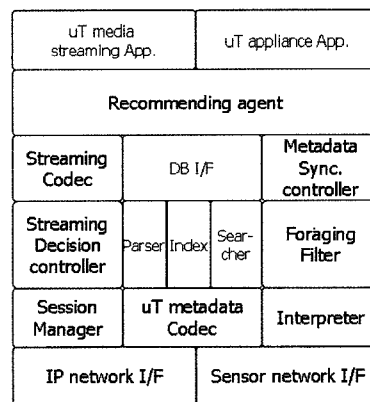 uT media
streaming App.
uT appliance App.
Recommending agent
Streaming
Codec
DB I/F
Metadata
Sync.
controller
Streaming
Decision
controller
Parser
Index
Sear-
cher
Foraging
Filter
Session
Manager
uT metadata
Codec
Interpreter
IP network I/F
Sensor network I/F